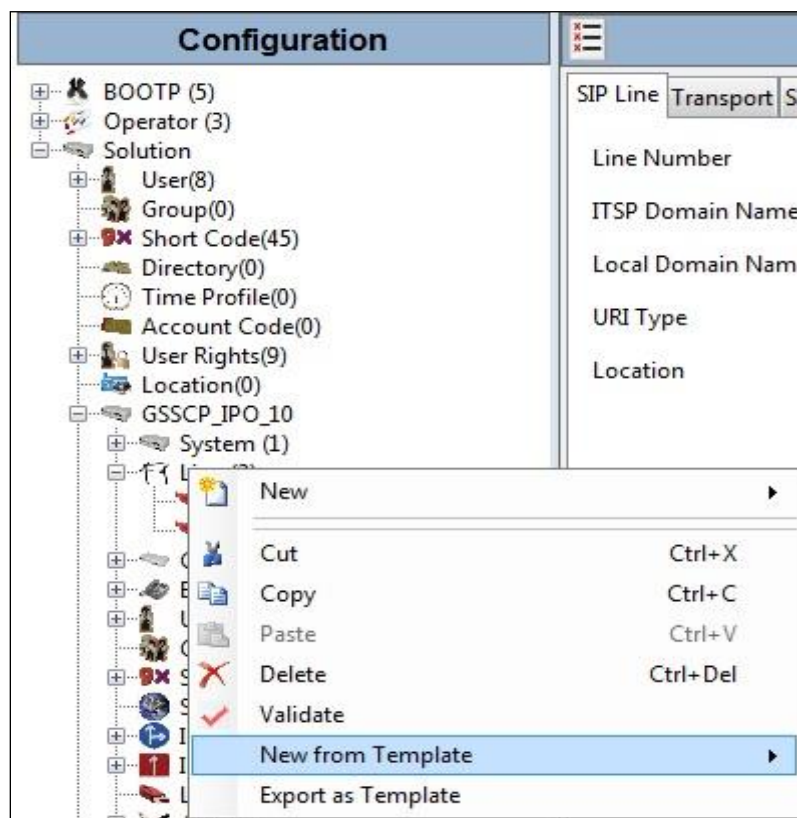 Configuration
BOOTP (5)
Operator (3)
Solution
User(8)
Group(0)
Short Code(45)
Directory(0)
Time Profile(0)
Account Code(0)
User Rights(9)
Location(0)
GSSCP_IPO_10
System (1)
New
Cut Ctrl+X
Copy Ctrl+C
Paste Ctrl+V
Delete Ctrl+Del
Validate
New from Template
Export as Template
SIP Line Transport S
Line Number
ITSP Domain Name
Local Domain Nam
URI Type
Location